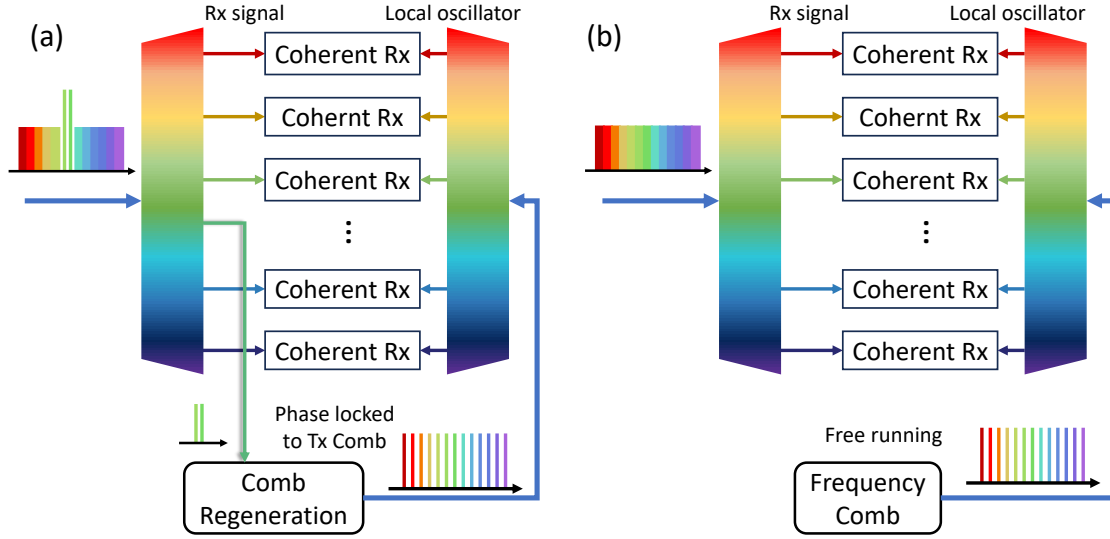 (a)
Rx signal
Local oscillator
Coherent Rx
Cohernt Rx
Coherent Rx
Coherent Rx
Coherent Rx
Phase locked
to Tx Comb
Comb
Regeneration
(b)
Rx signal
Local oscillator
Coherent Rx
Cohernt Rx
Coherent Rx
Coherent Rx
Coherent Rx
Free running
Frequency
Comb